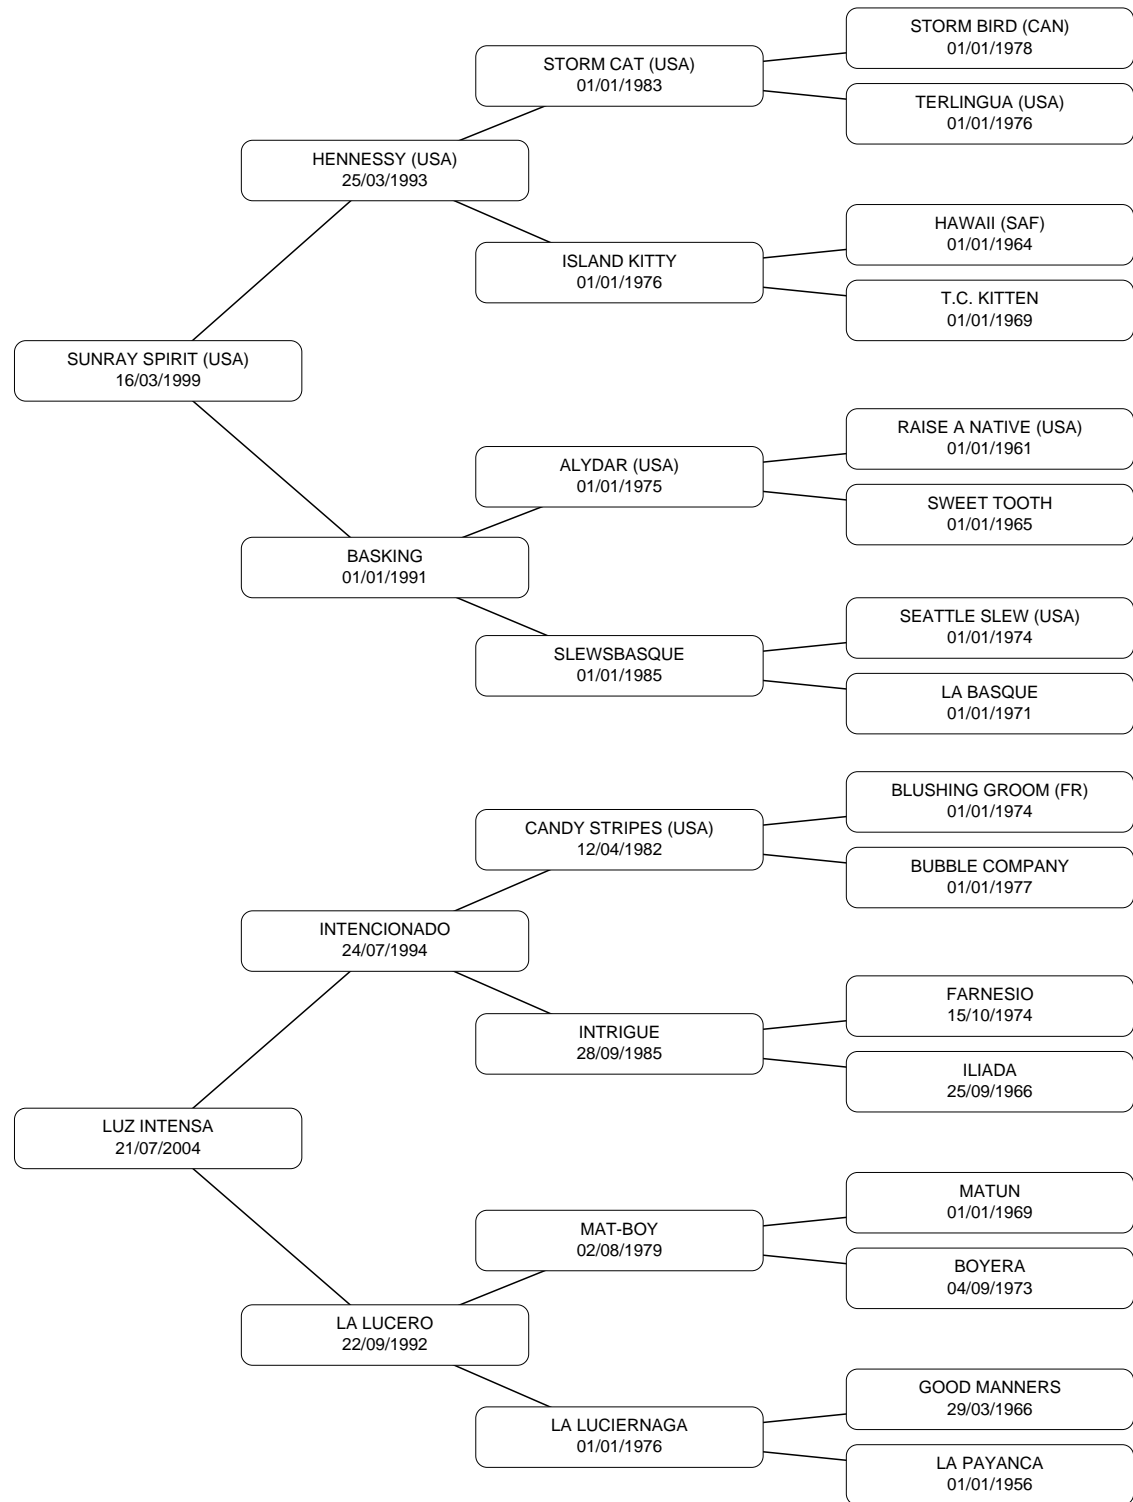 STORM BIRD (CAN)
01/01/1978
STORM CAT (USA)
01/01/1983
TERLINGUA (USA)
01/01/1976
HENNESSY (USA)
25/03/1993
HAWAII (SAF)
01/01/1964
ISLAND KITTY
01/01/1976
T.C. KITTEN
01/01/1969
SUNRAY SPIRIT (USA)
16/03/1999
RAISE A NATIVE (USA)
01/01/1961
ALYDAR (USA)
01/01/1975
SWEET TOOTH
01/01/1965
BASKING
01/01/1991
SEATTLE SLEW (USA)
01/01/1974
SLEWSBASQUE
01/01/1985
LA BASQUE
01/01/1971
BLUSHING GROOM (FR)
01/01/1974
CANDY STRIPES (USA)
12/04/1982
BUBBLE COMPANY
01/01/1977
INTENCIONADO
24/07/1994
FARNESIO
15/10/1974
INTRIGUE
28/09/1985
ILIADA
25/09/1966
LUZ INTENSA
21/07/2004
MATUN
01/01/1969
MAT-BOY
02/08/1979
BOYERA
04/09/1973
LA LUCERO
22/09/1992
GOOD MANNERS
29/03/1966
LA LUCIERNAGA
01/01/1976
LA PAYANCA
01/01/1956